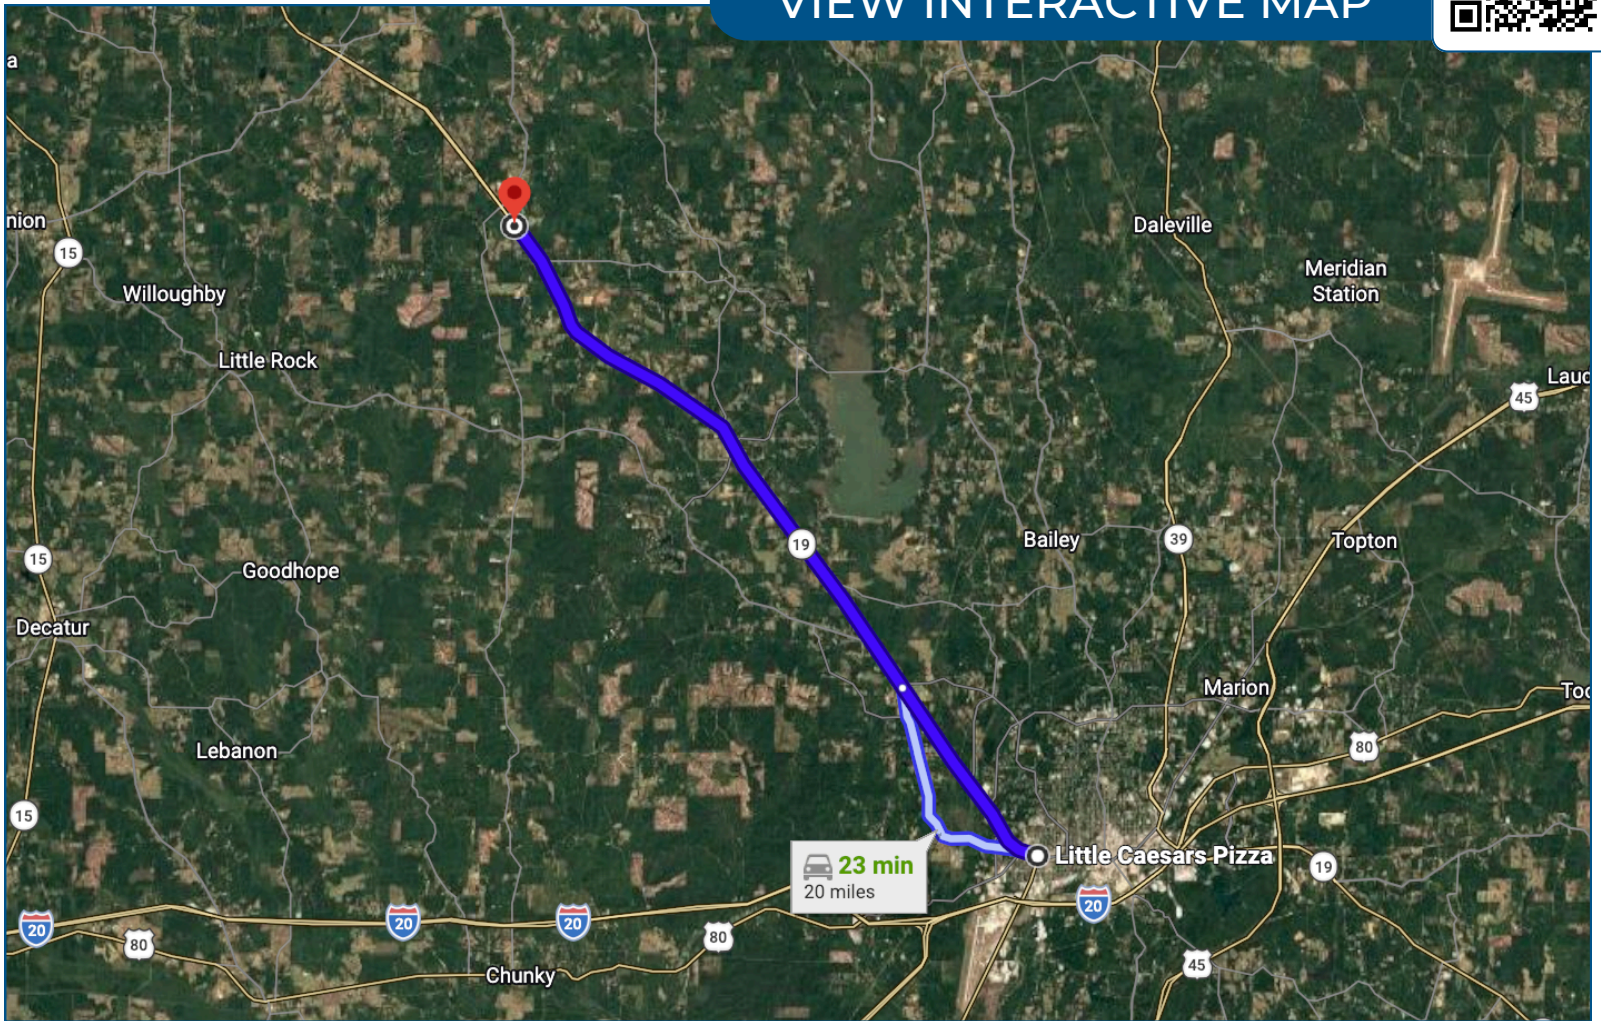 VIEW INTERACTIVE MAP
a
nion
15
Willoughby
Little Rock
Daleville
Meridian
Station
Laud
45
15
Goodhope
Decatur
19
Bailey
39
Topton
Marion
Too
80
Lebanon
15
23 min
20 miles
Little Caesars Pizza
19
20
20
20
20
80
80
Chunky
45